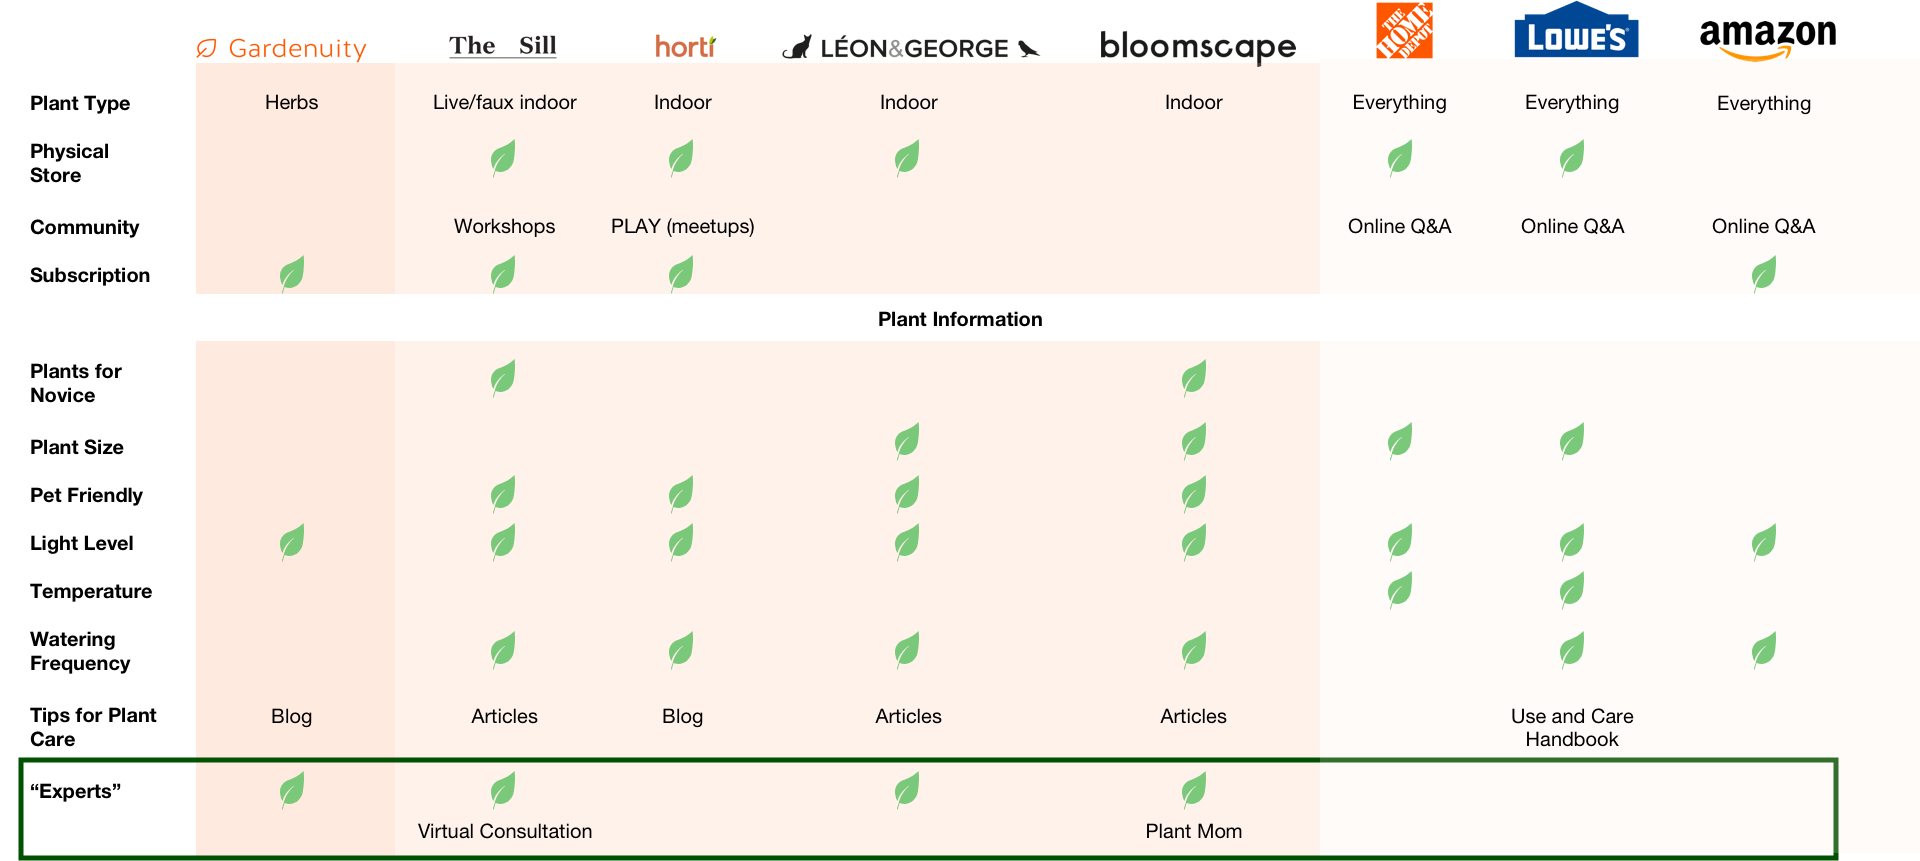 Gardenuity The Sill horti LÉON&GEORGE bloomscape THE HOME DEPOT LOWE'S amazon
Plant Type Herbs Live/faux indoor Indoor Indoor Indoor Everything Everything Everything
Physical
Store
Community Workshops PLAY (meetups) Online Q&A Online Q&A Online Q&A
Subscription
Plant Information
Plants for
Novice
Plant Size
Pet Friendly
Light Level
Temperature
Watering
Frequency
Tips for Plant Blog Articles Blog Articles Articles Use and Care
Care Handbook
“Experts”
Virtual Consultation Plant Mom